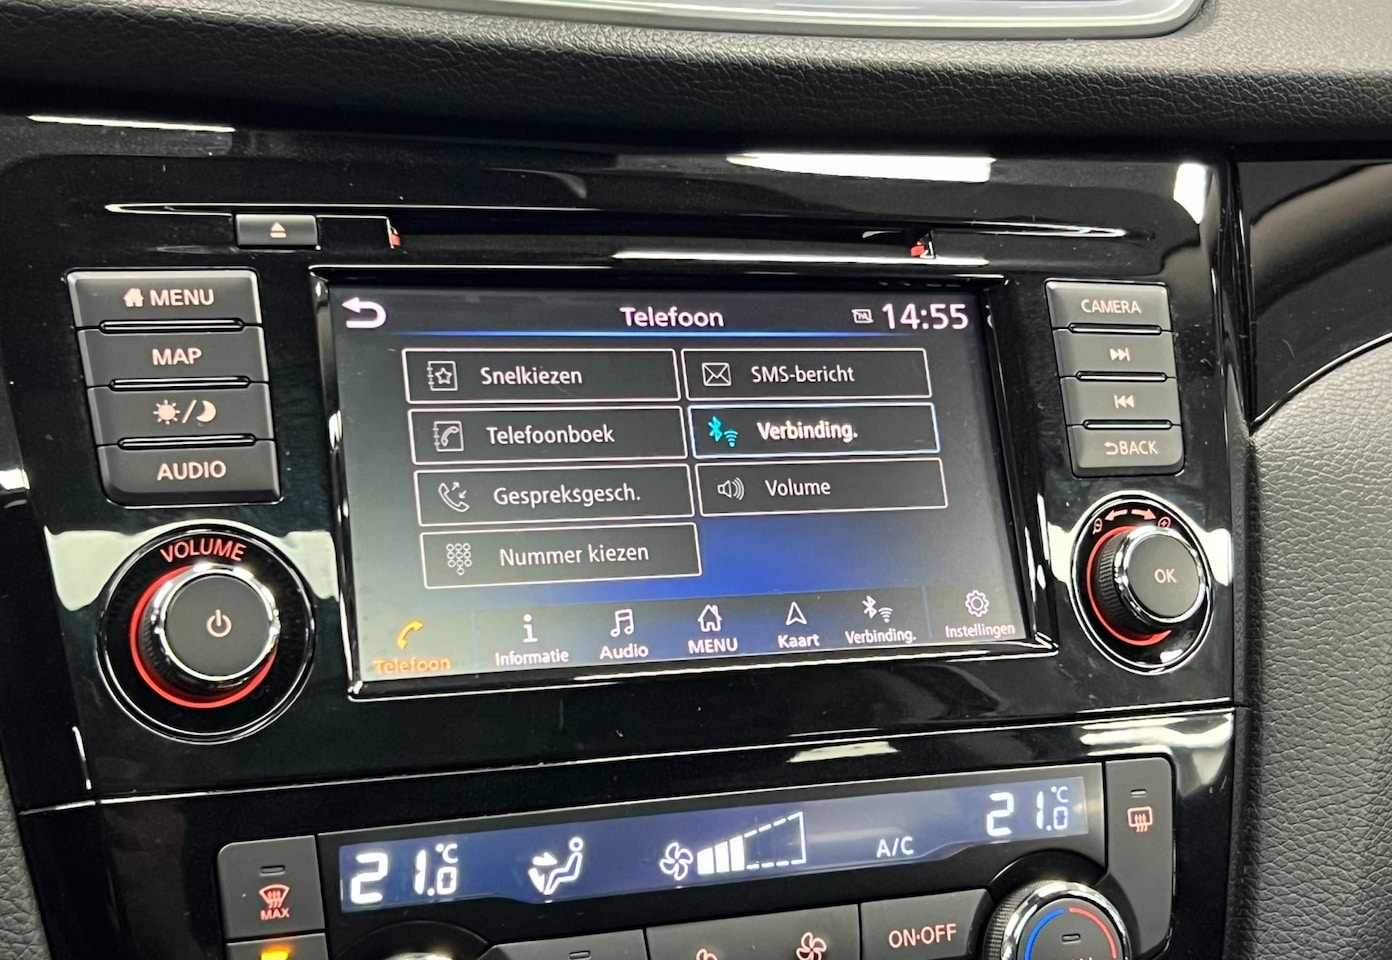 MENU
MAP
AUDIO
VOLUME
Telefoon
14:55
Snelkiezen
SMS-bericht
Telefoonboek
Verbinding.
Gespreksgesch.
Volume
Nummer kiezen
Telefoon
Informatie
Audio
MENU
Kaart
Verbinding.
Instellingen
CAMERA
BACK
OK
21.0 °C
A/C
21.0 °C
MAX
ON·OFF